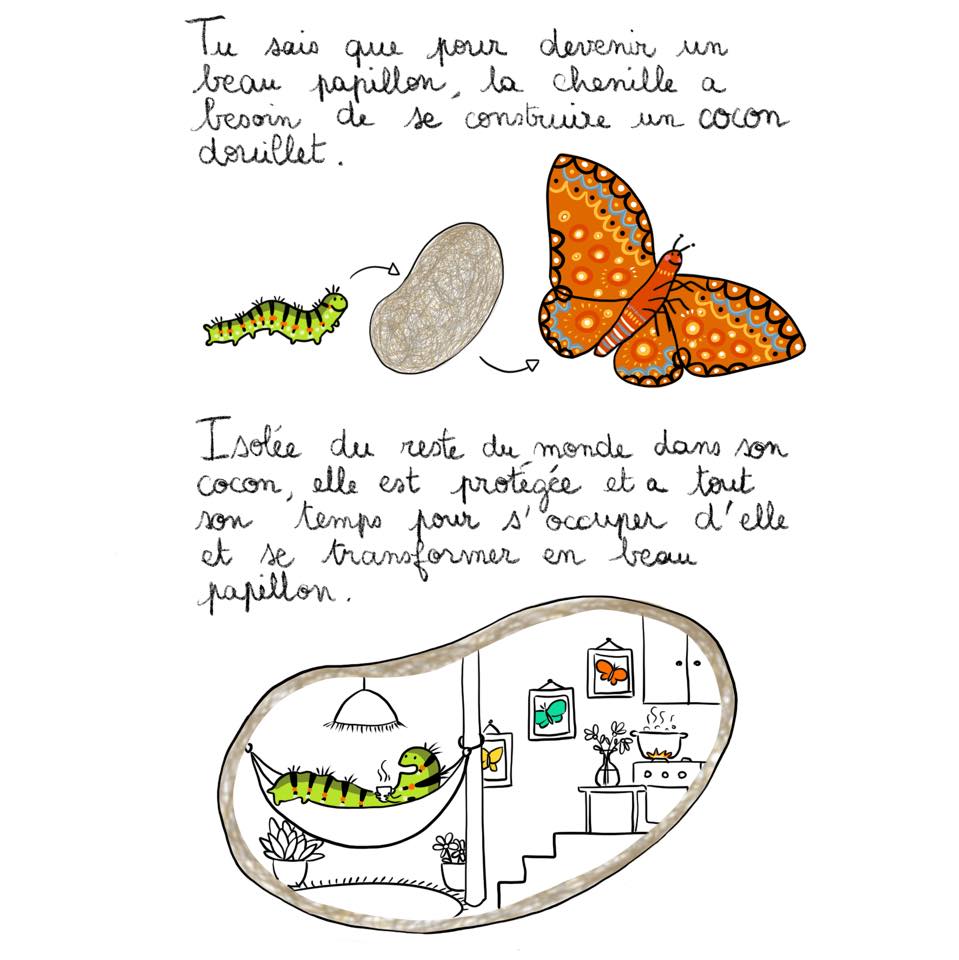 Tu sais que pour devenir un
beau papillon, la chenille a
besoin de se construire un cocon
douillet.
Isolée du reste du monde dans son
cocon, elle est protégée et a tout
son temps pour s'occuper d'elle
et se transformer en beau
papillon.